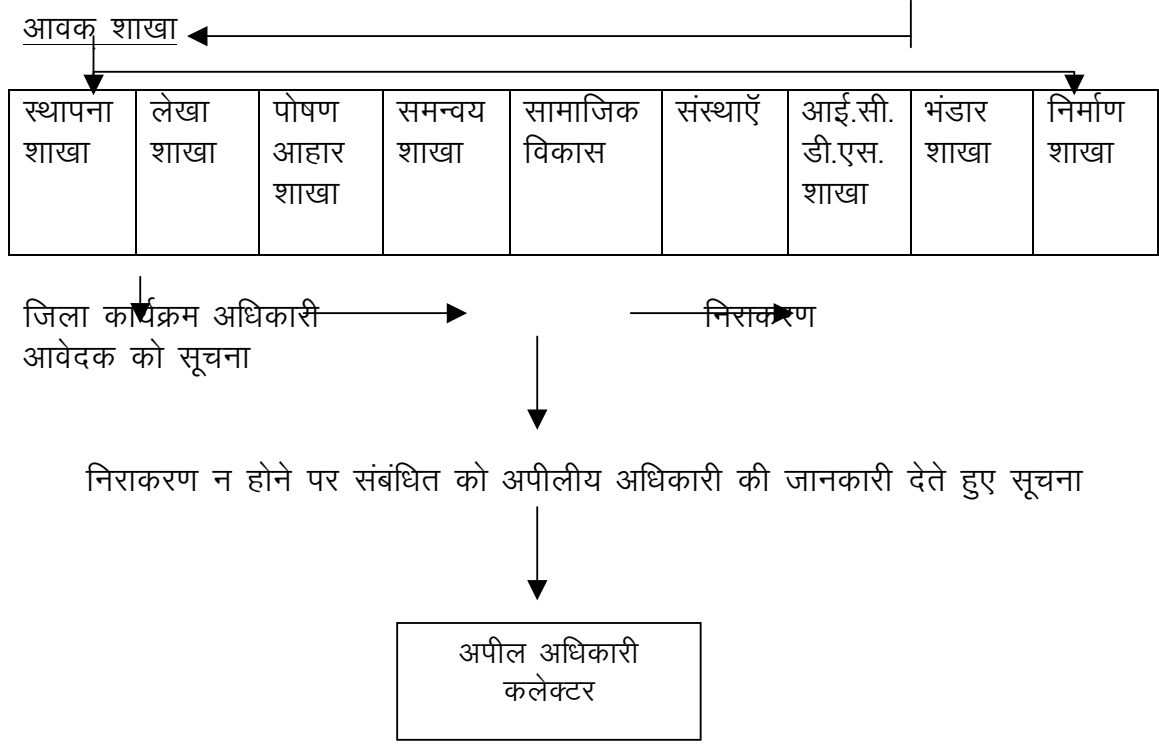 आवक शाखा
स्थापना शाखा
लेखा शाखा
पोषण आहार शाखा
समन्वय शाखा
सामाजिक विकास
संस्थाऍ
आई.सी. डी.एस. शाखा
भंडार शाखा
निर्माण शाखा
जिला कार्यक्रम अधिकारी निराकरण
आवेदक को सूचना
निराकरण न होने पर संबंधित को अपीलीय अधिकारी की जानकारी देते हुए सूचना
अपील अधिकारी
कलेक्टर